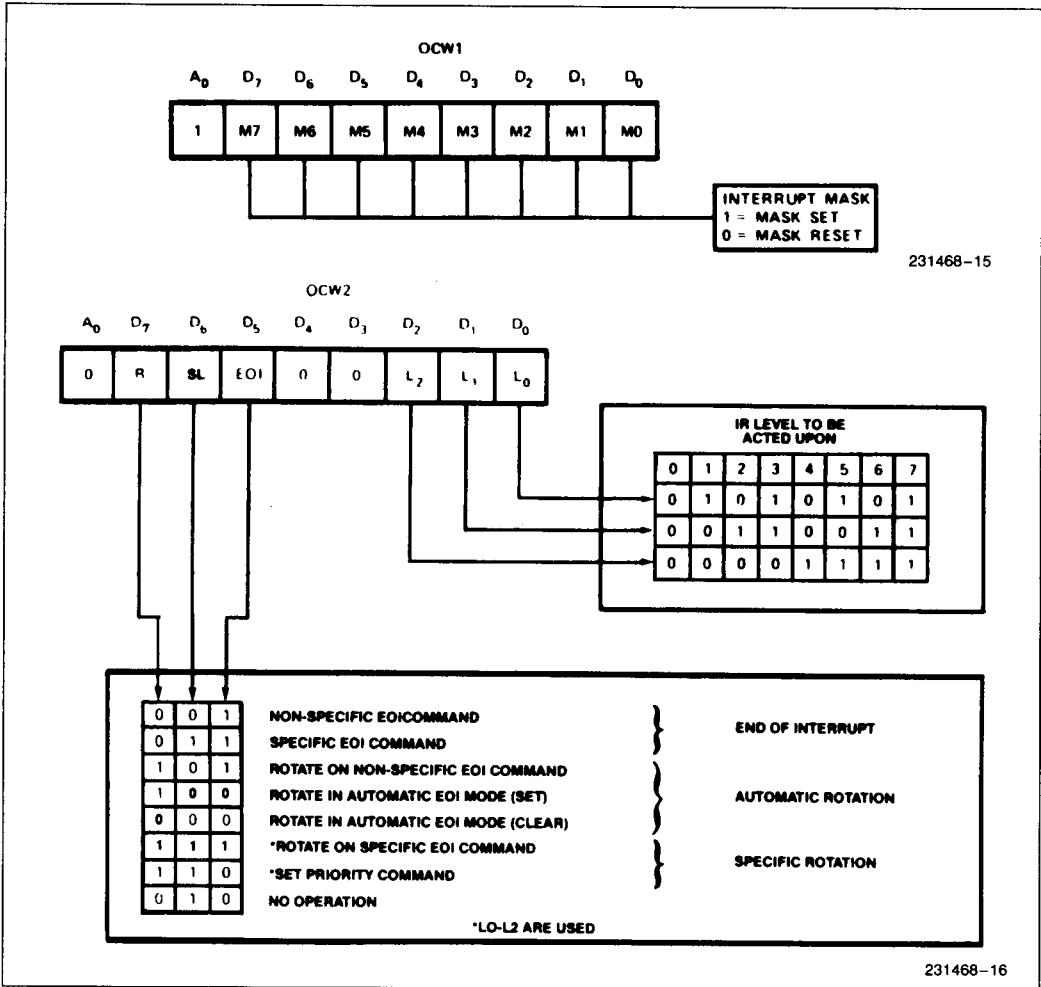 OCW1
A0 D7 D6 D5 D4 D3 D2 D1 D0
1 M7 M6 M5 M4 M3 M2 M1 M0
INTERRUPT MASK
1 = MASK SET
0 = MASK RESET
231468–15
OCW2
A0 D7 D6 D5 D4 D3 D2 D1 D0
0 R SL EOI 0 0 L2 L1 L0
IR LEVEL TO BE
ACTED UPON
0 1 2 3 4 5 6 7
0 1 0 1 0 1 0 1
0 0 1 1 0 0 1 1
0 0 0 0 1 1 1 1
0 0 1 NON-SPECIFIC EOICOMMAND
0 1 1 SPECIFIC EOI COMMAND
END OF INTERRUPT
1 0 1 ROTATE ON NON-SPECIFIC EOI COMMAND
1 0 0 ROTATE IN AUTOMATIC EOI MODE (SET)
0 0 0 ROTATE IN AUTOMATIC EOI MODE (CLEAR)
AUTOMATIC ROTATION
1 1 1 *ROTATE ON SPECIFIC EOI COMMAND
1 1 0 *SET PRIORITY COMMAND
SPECIFIC ROTATION
0 1 0 NO OPERATION
*LO-L2 ARE USED
231468–16